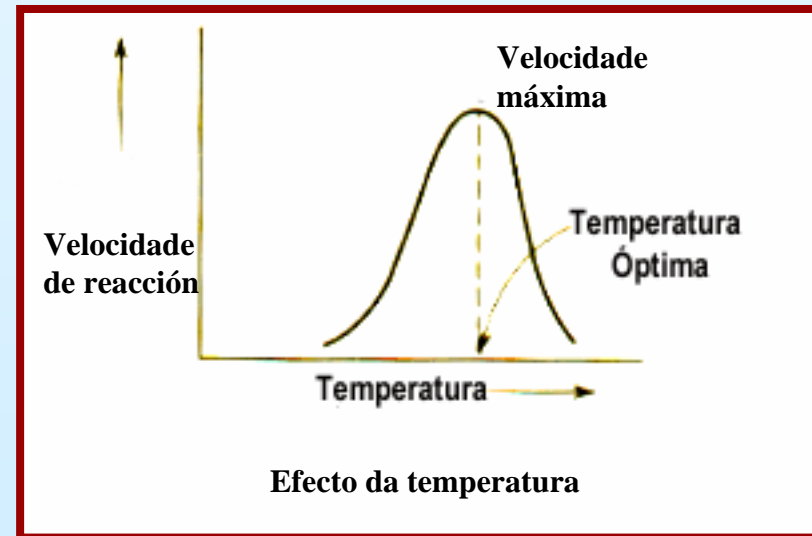 Velocidade
máxima
Temperatura
Óptima
Velocidade
de reacción
Temperatura
Efecto da temperatura